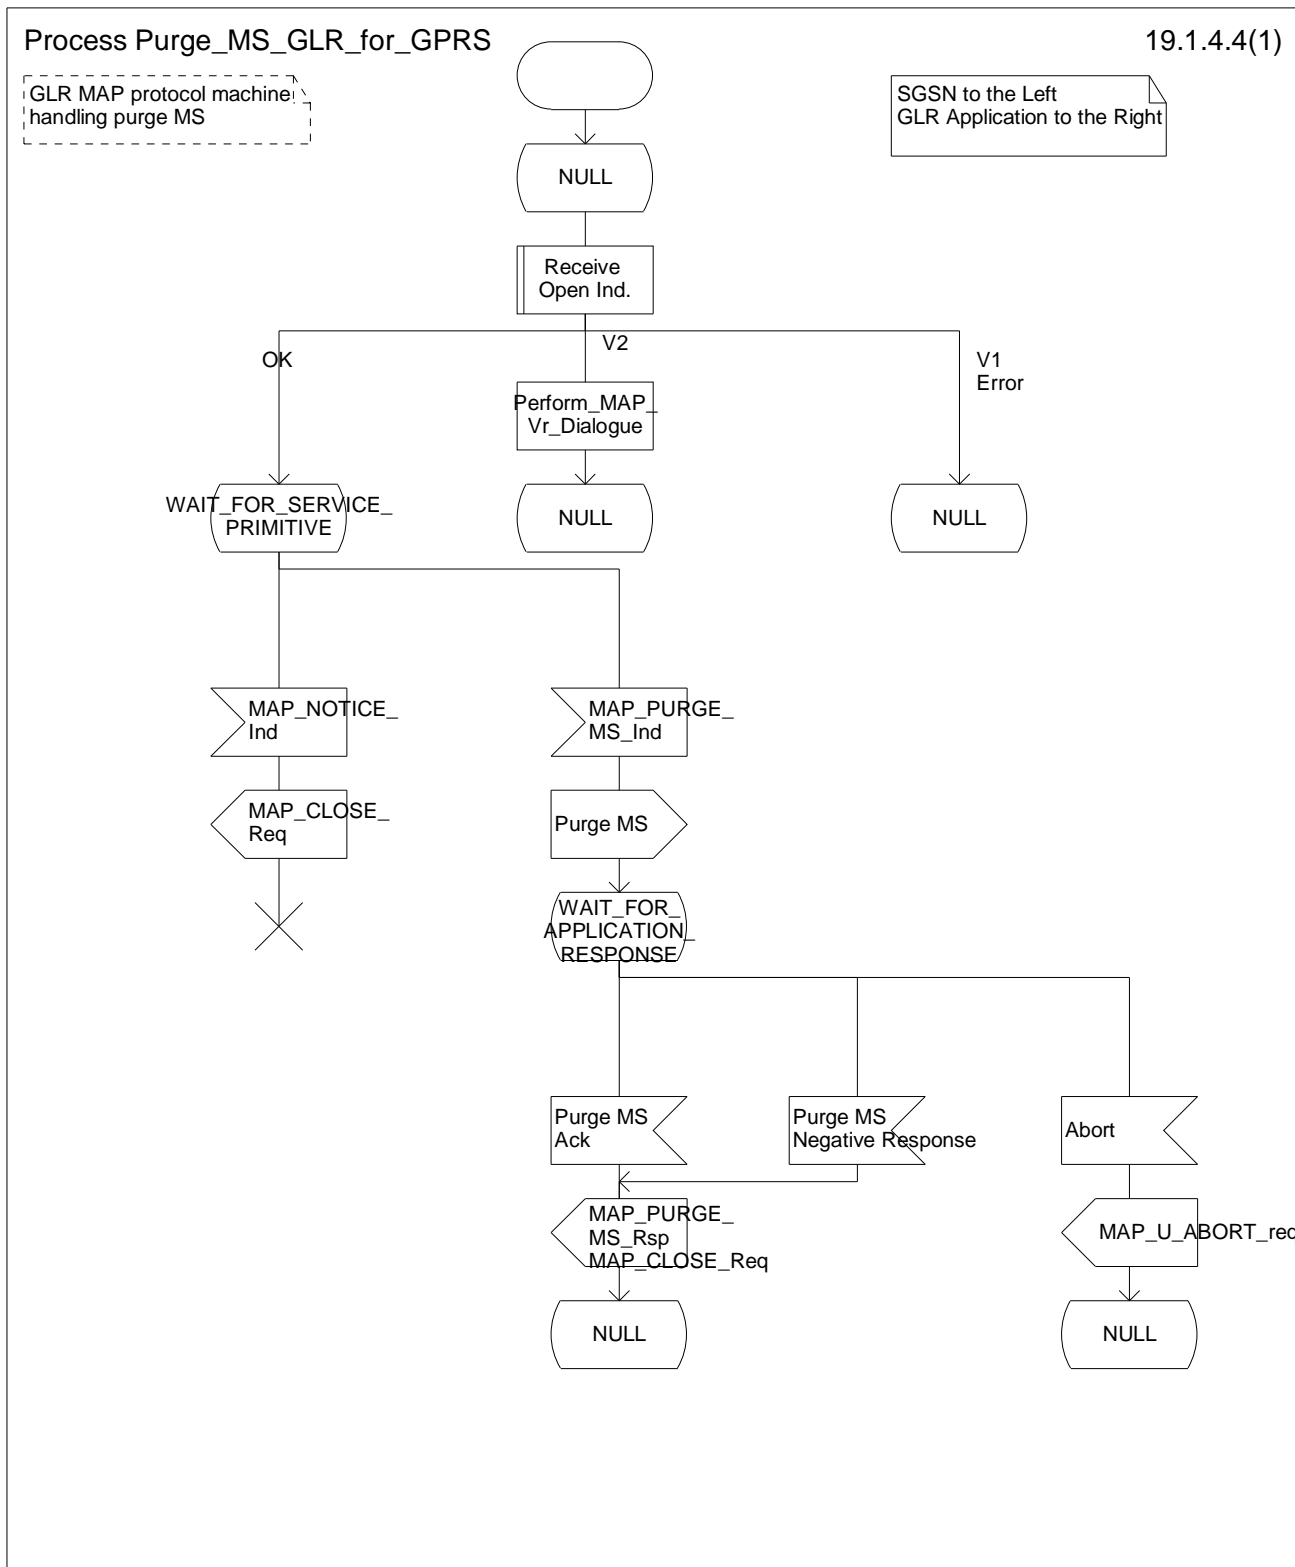 Process Purge_MS_GLR_for_GPRS
19.1.4.4(1)
GLR MAP protocol machine
handling purge MS
SGSN to the Left
GLR Application to the Right
NULL
Receive
Open Ind.
OK
V2
V1
Error
Perform_MAP_
Vr_Dialogue
WAIT_FOR_SERVICE_
PRIMITIVE
NULL
NULL
MAP_NOTICE_
Ind
MAP_PURGE_
MS_Ind
MAP_CLOSE_
Req
Purge MS
WAIT_FOR_
APPLICATION_
RESPONSE
Purge MS
Ack
Purge MS
Negative Response
Abort
MAP_PURGE_
MS_Rsp
MAP_CLOSE_Req
MAP_U_ABORT_req
NULL
NULL